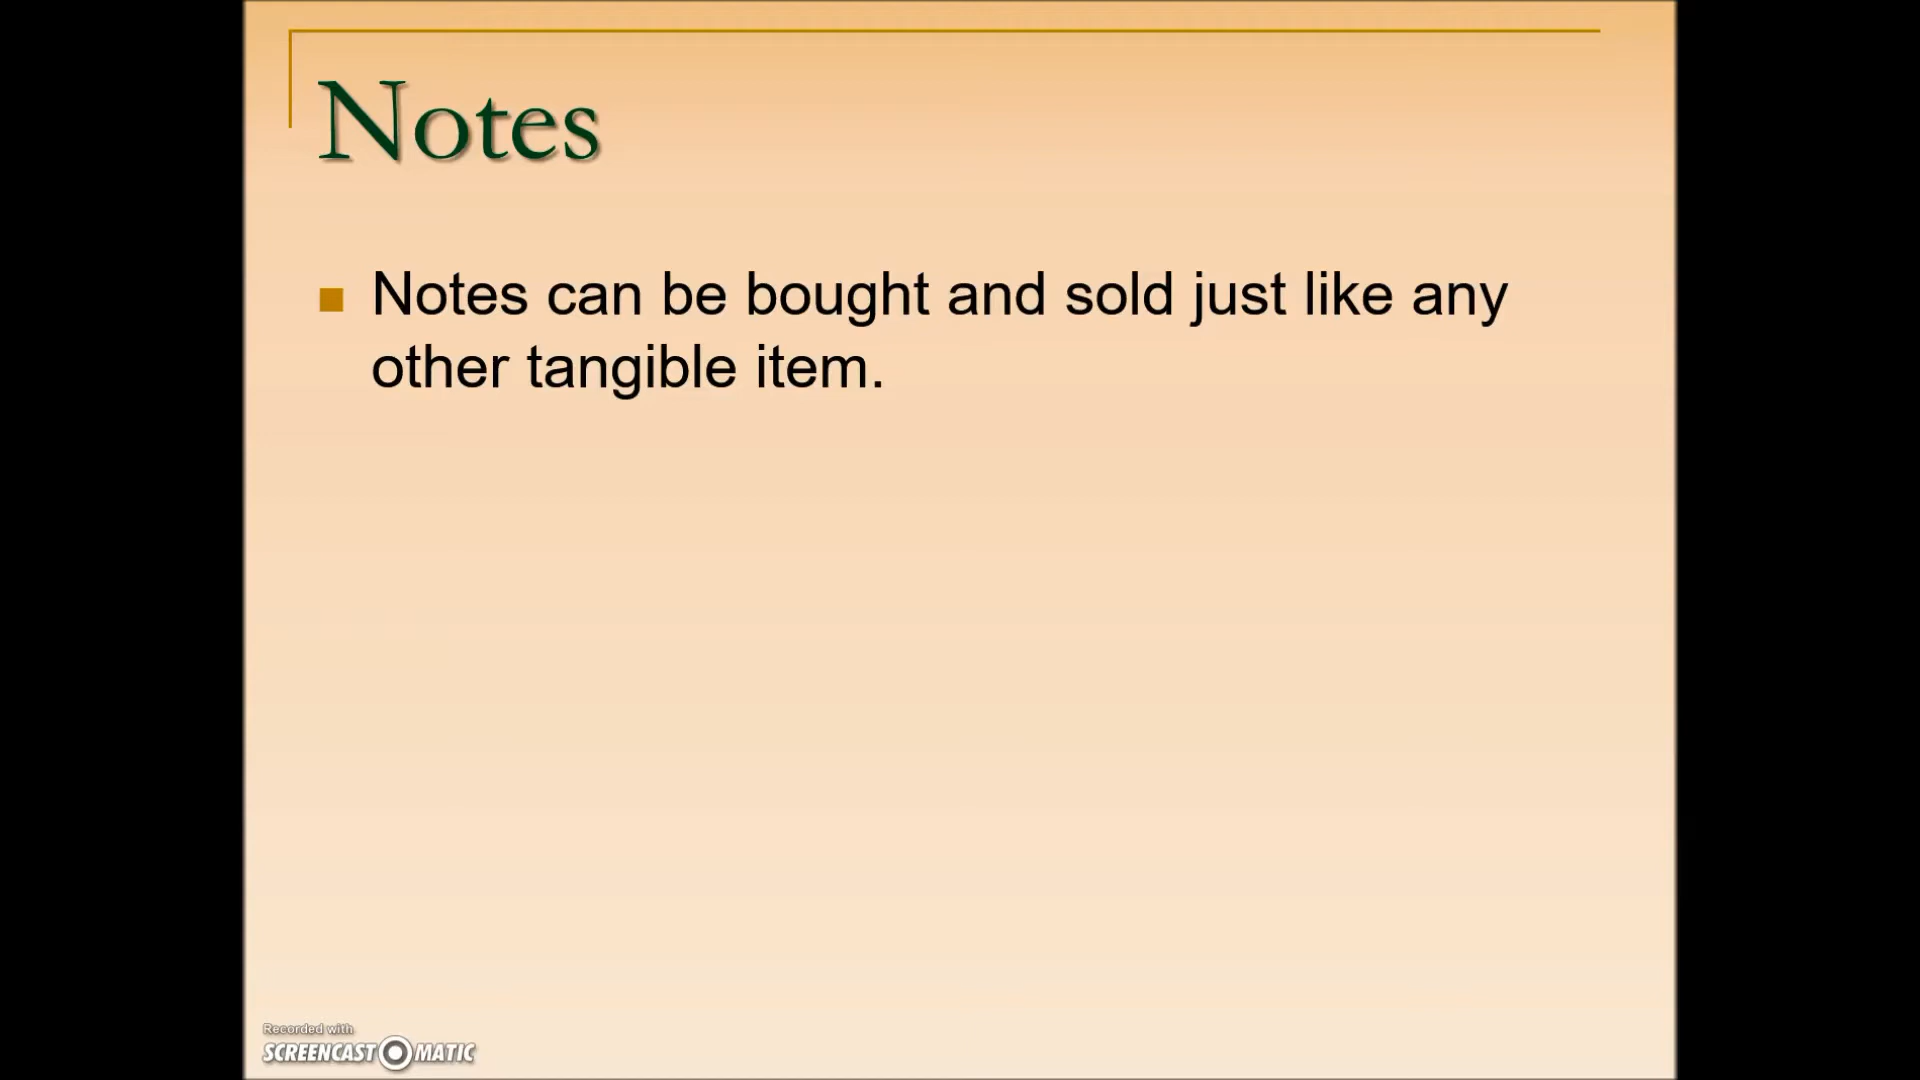 Notes
Notes can be bought and sold just like any
other tangible item.
Recorded with
SCREENCAST MATIC